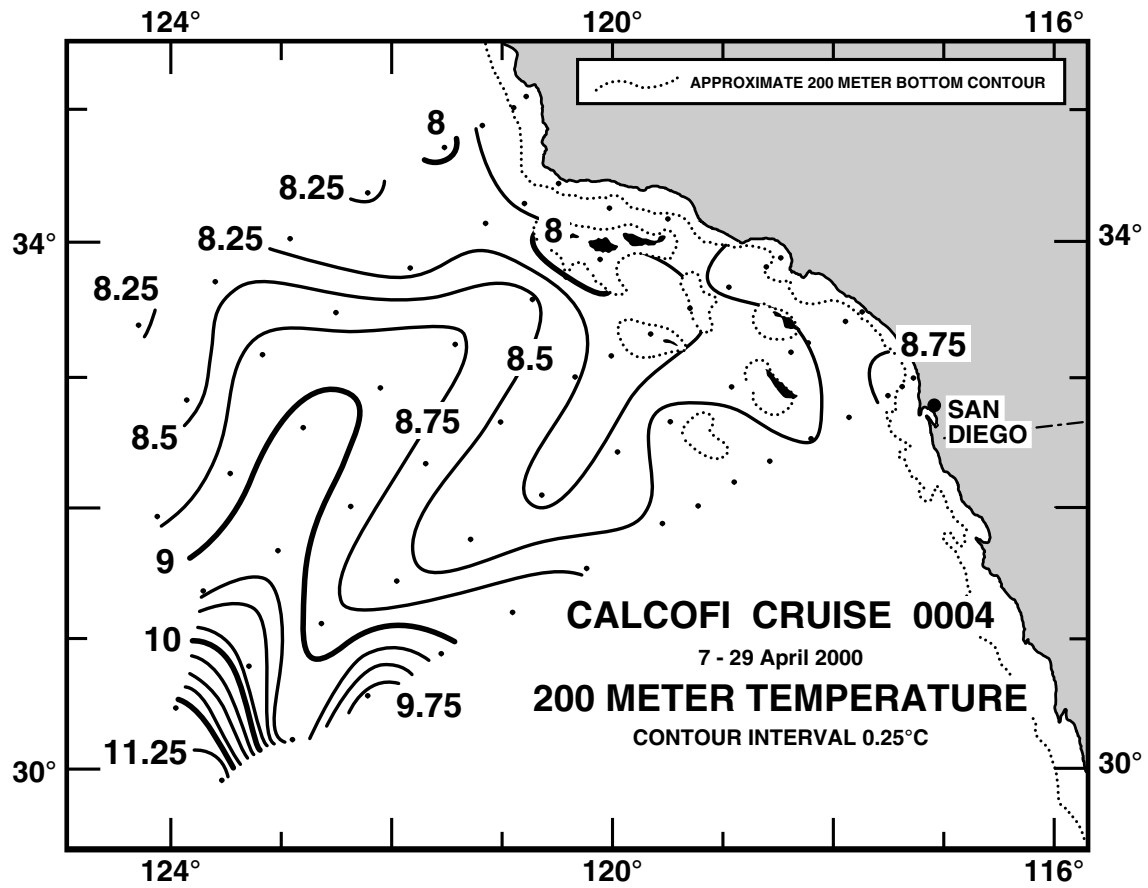 124° 120° 116°
APPROXIMATE 200 METER BOTTOM CONTOUR
8
8.25
8
8.25
34° 34°
8.25
8.75
8.5
SAN
DIEGO
8.75
8.5
9
CALCOFI CRUISE 0004
10
7 - 29 April 2000
200 METER TEMPERATURE
9.75
CONTOUR INTERVAL 0.25°C
11.25
30° 30°
124° 120° 116°